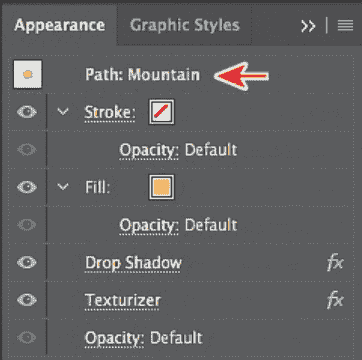 Appearance Graphic Styles
Path: Mountain
Stroke:
Opacity: Default
Fill:
Opacity: Default
Drop Shadow fx
Texturizer fx
Opacity: Default